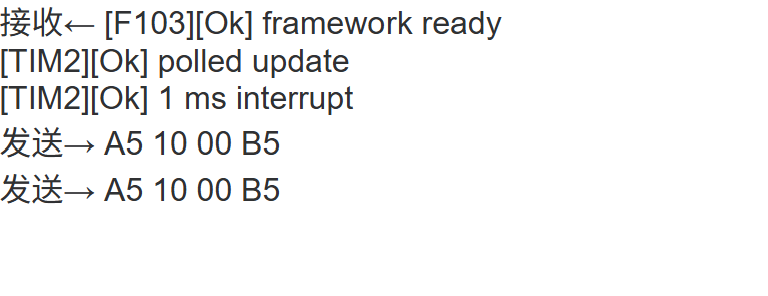 接收← [F103][Ok] framework ready
[TIM2][Ok] polled update
[TIM2][Ok] 1 ms interrupt
发送→ A5 10 00 B5
发送→ A5 10 00 B5